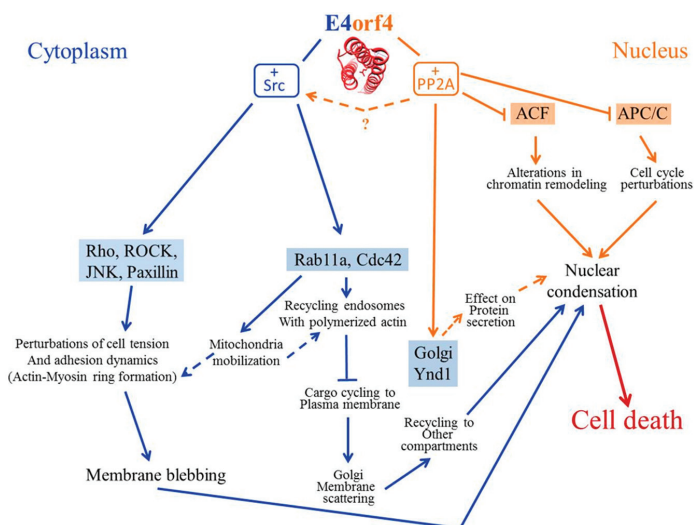 E4orf4
Cytoplasm
Nucleus
+
Src
+
PP2A
?
ACF
APC/C
Alterations in
chromatin remodeling
Cell cycle
perturbations
Rho, ROCK,
JNK, Paxillin
Rab11a, Cdc42
Nuclear
condensation
Recycling endosomes
With polymerized actin
Effect on
Protein
secretion
Perturbations of cell tension
And adhesion dynamics
(Actin-Myosin ring formation)
Mitochondria
mobilization
Golgi
Ynd1
Cargo cycling to
Plasma membrane
Cell death
Recycling to
Other
compartments
Membrane blebbing
Golgi
Membrane
scattering